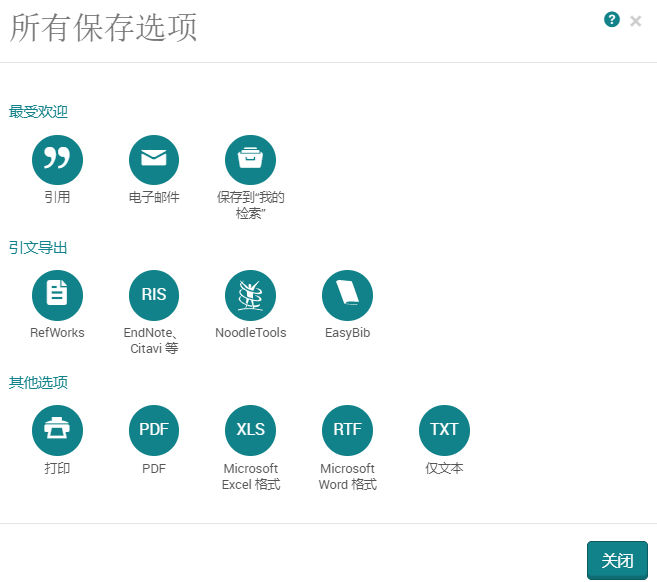 所有保存选项
?
×
最受欢迎
引用
电子邮件
保存到“我的
检索”
引文导出
RIS
RefWorks
EndNote、
Citavi 等
NoodleTools
EasyBib
其他选项
PDF
XLS
RTF
TXT
打印
PDF
Microsoft
Excel 格式
Microsoft
Word 格式
仅文本
关闭